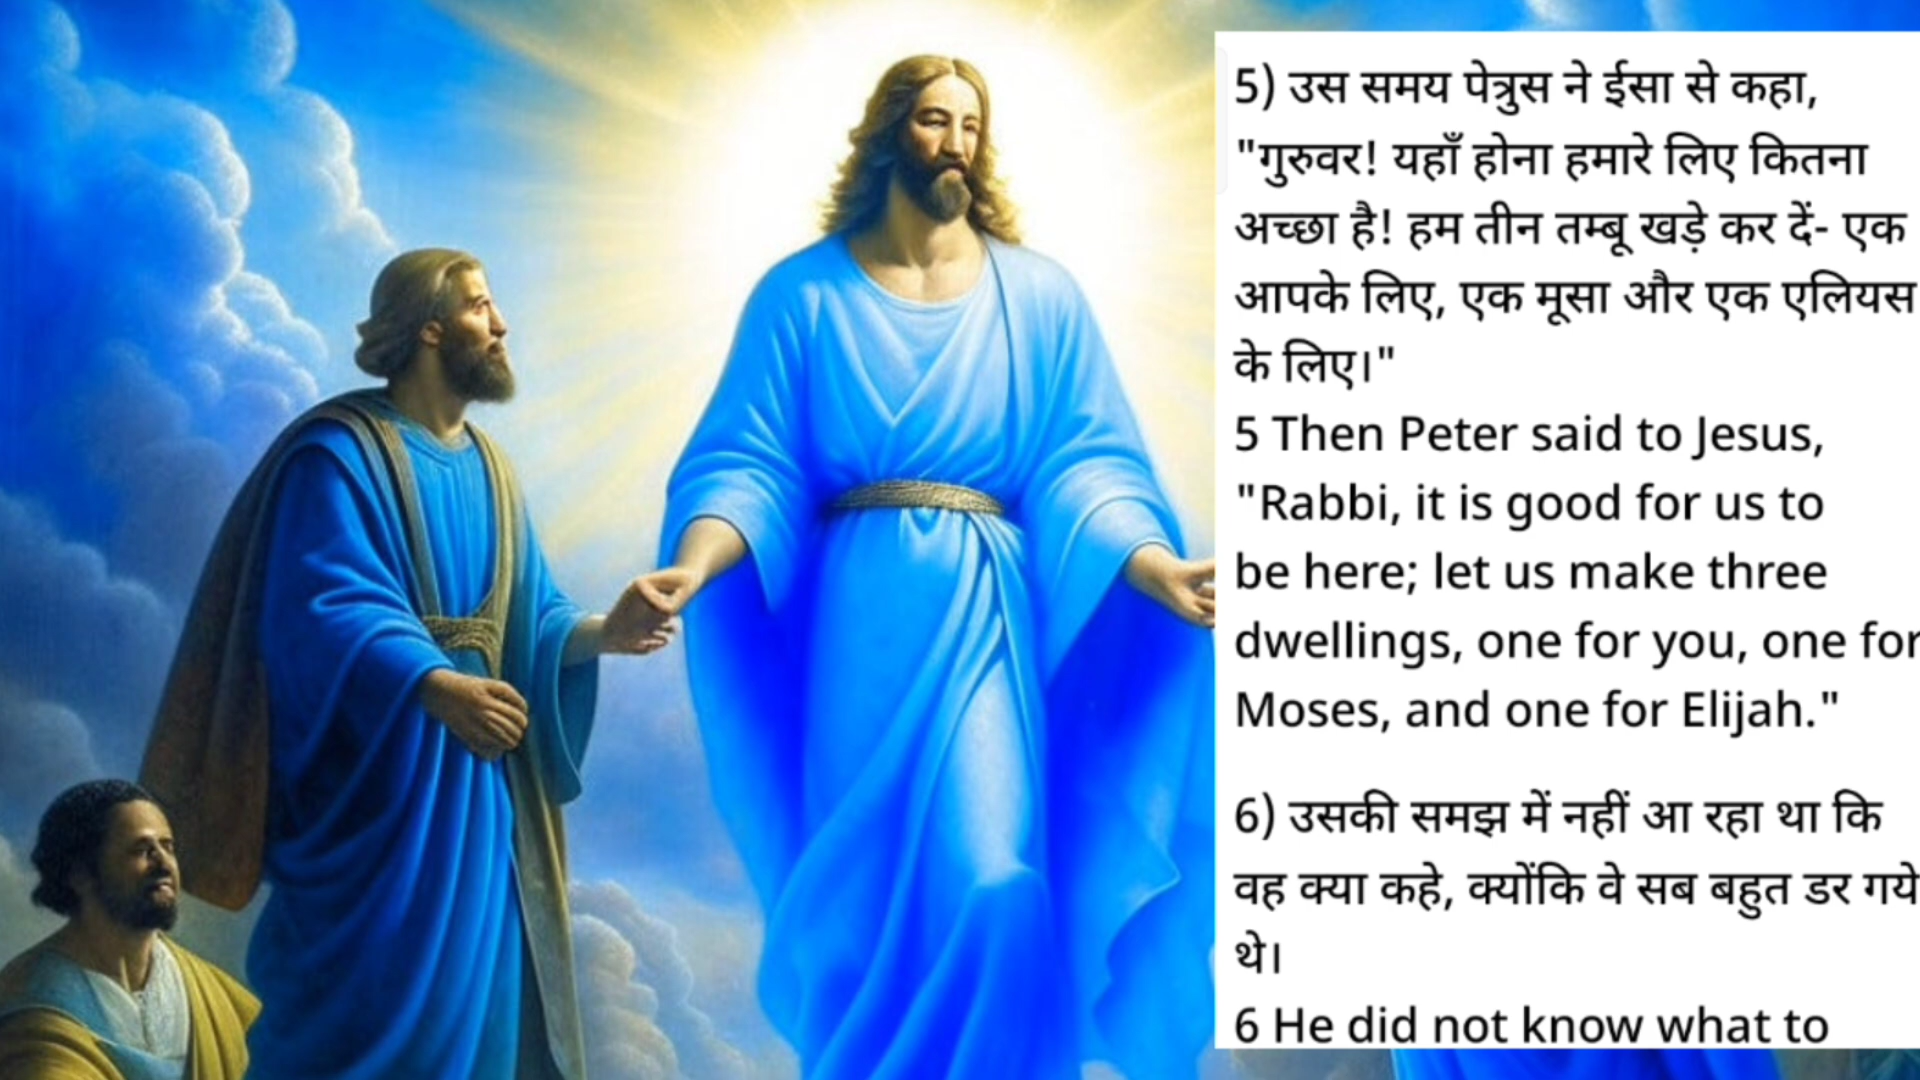 5) उस समय पेत्रुस ने ईसा से कहा,
"गुरुवर! यहाँ होना हमारे लिए कितना
अच्छा है! हम तीन तम्बू खड़े कर दें- एक
आपके लिए, एक मूसा और एक एलियस
के लिए।"
5 Then Peter said to Jesus,
"Rabbi, it is good for us to
be here; let us make three
dwellings, one for you, one for
Moses, and one for Elijah."
6) उसकी समझ में नहीं आ रहा था कि
वह क्या कहे, क्योंकि वे सब बहुत डर गये
थे।
6 He did not know what to